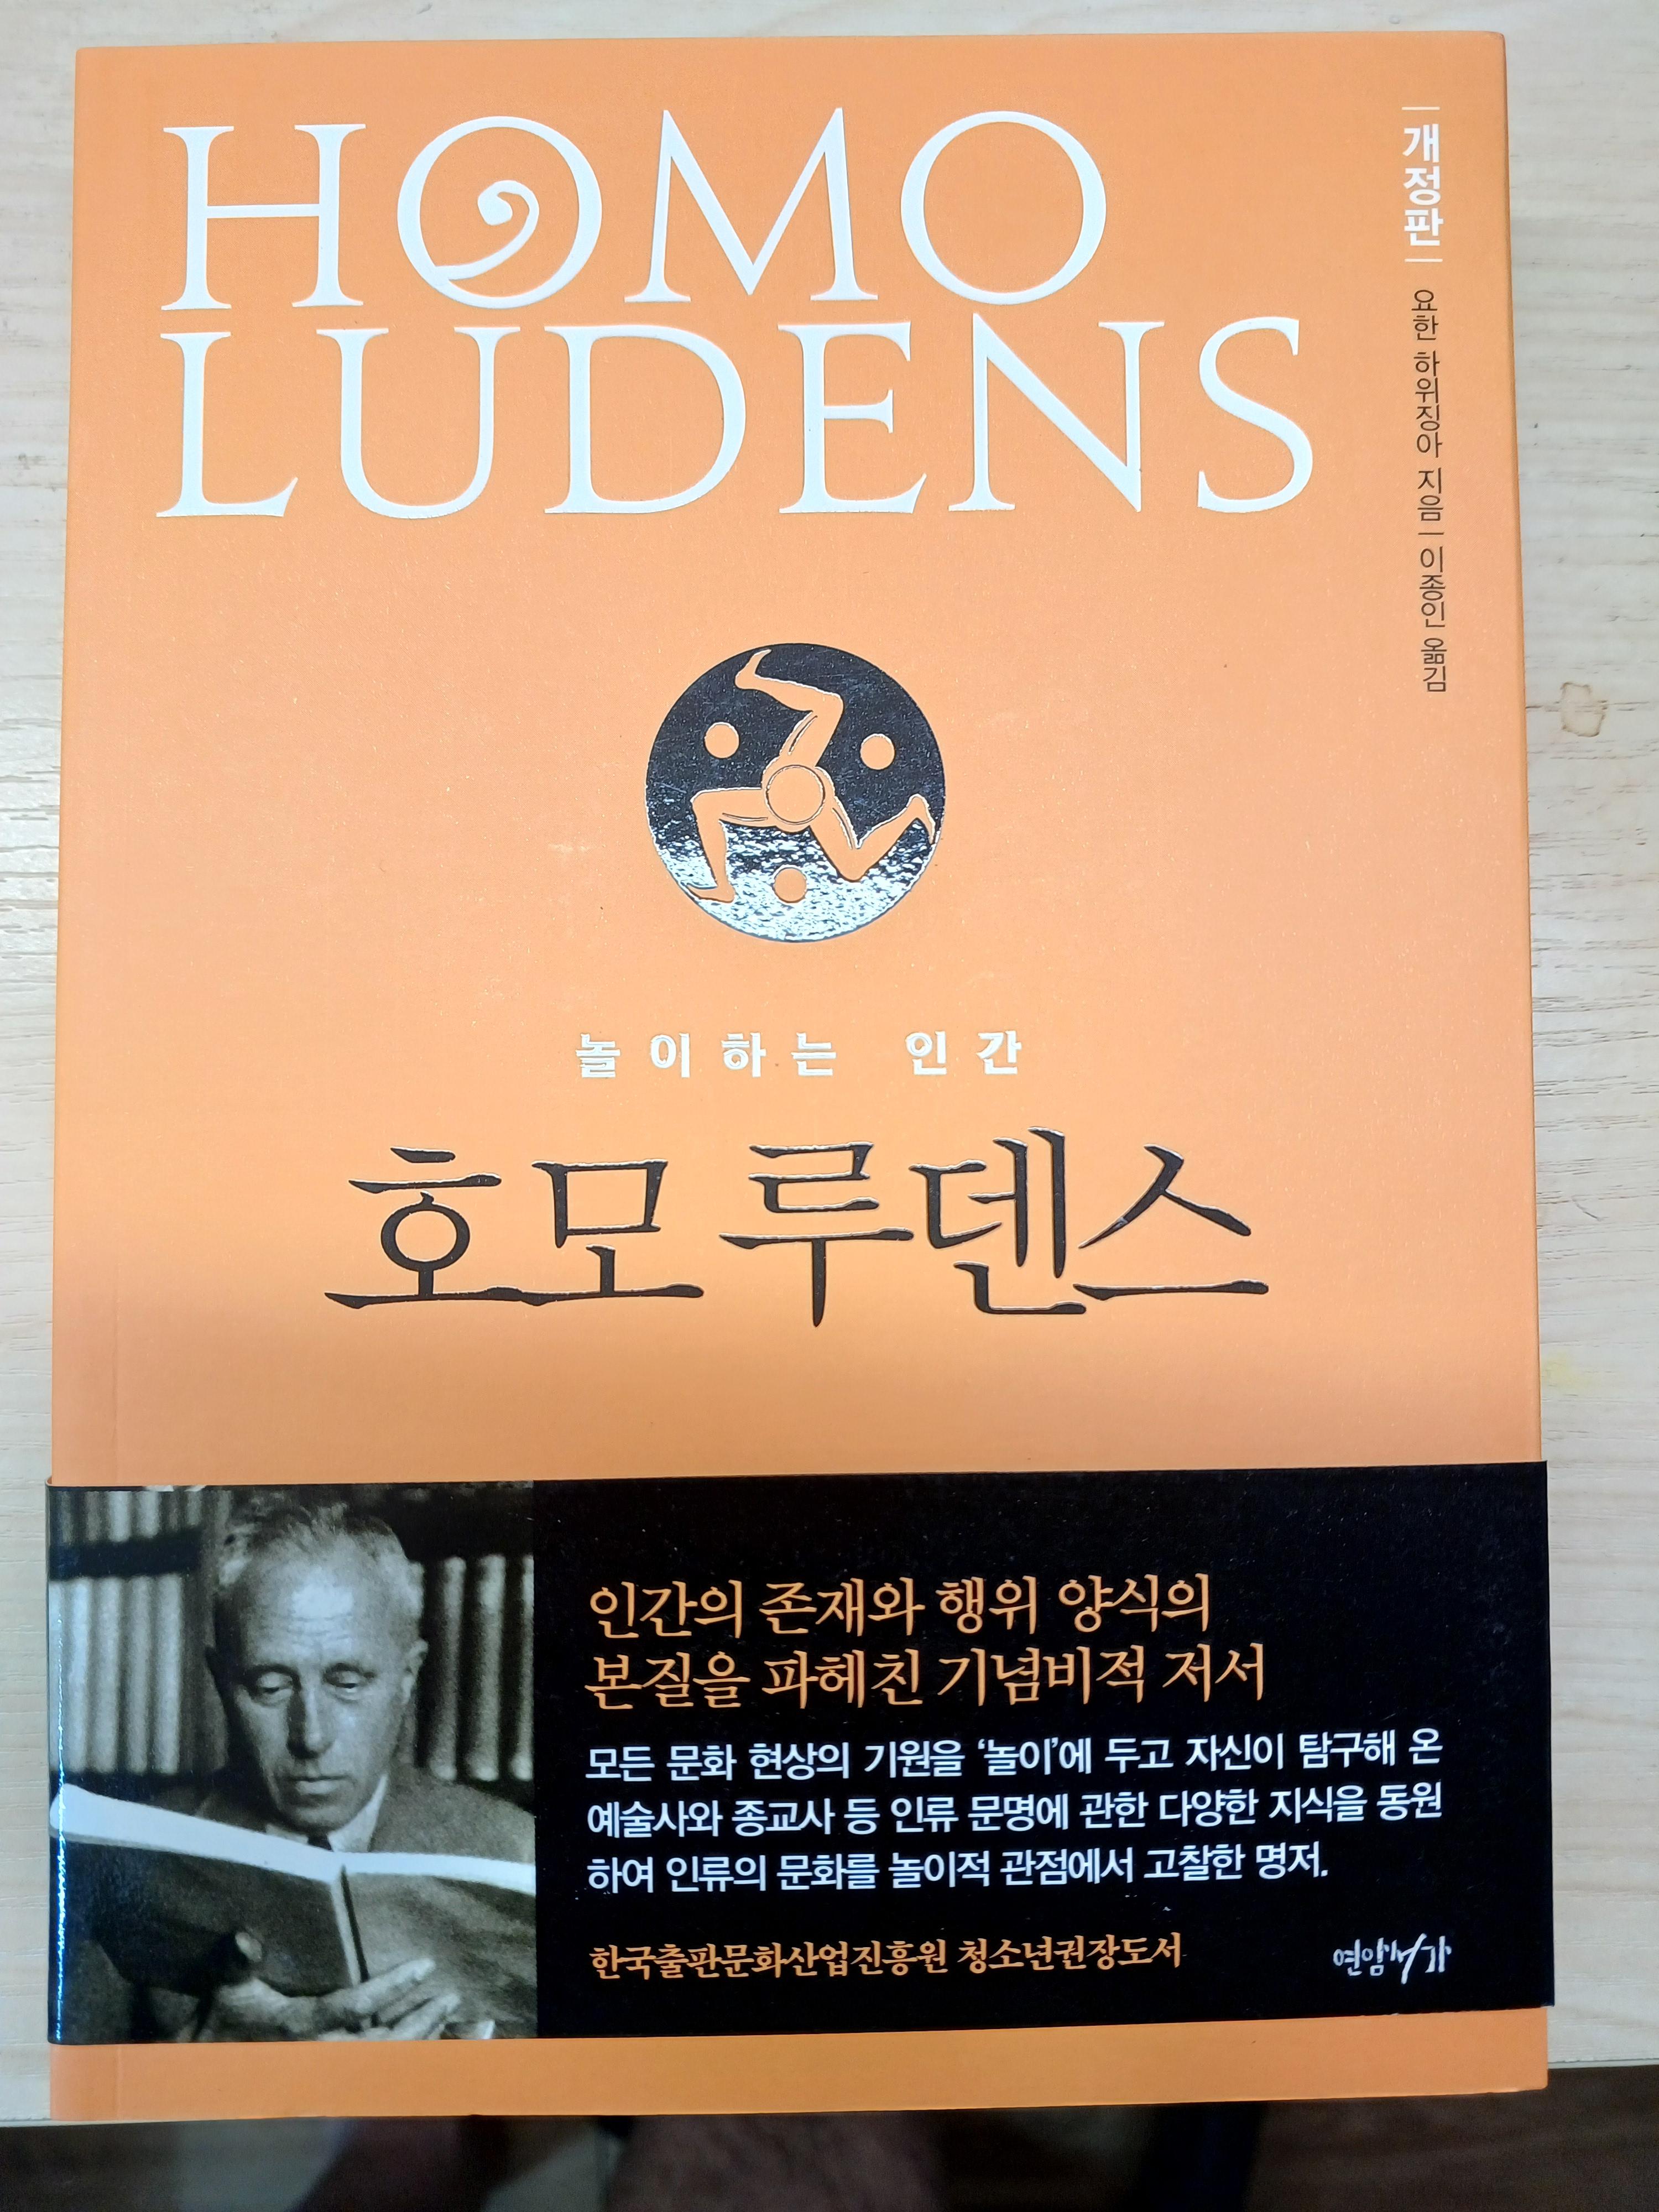 HOMO
LUDENS
개정판
요한 하위징아 지음 | 이종인 옮김
놀이하는 인간
호모 루덴스
인간의 존재와 행위 양식의
본질을 파헤친 기념비적 저서
모든 문화 현상의 기원을 ‘놀이’에 두고 자신이 탐구해 온
예술사와 종교사 등 인류 문명에 관한 다양한 지식을 동원
하여 인류의 문화를 놀이적 관점에서 고찰한 명저.
한국출판문화산업진흥원 청소년권장도서
연암서가